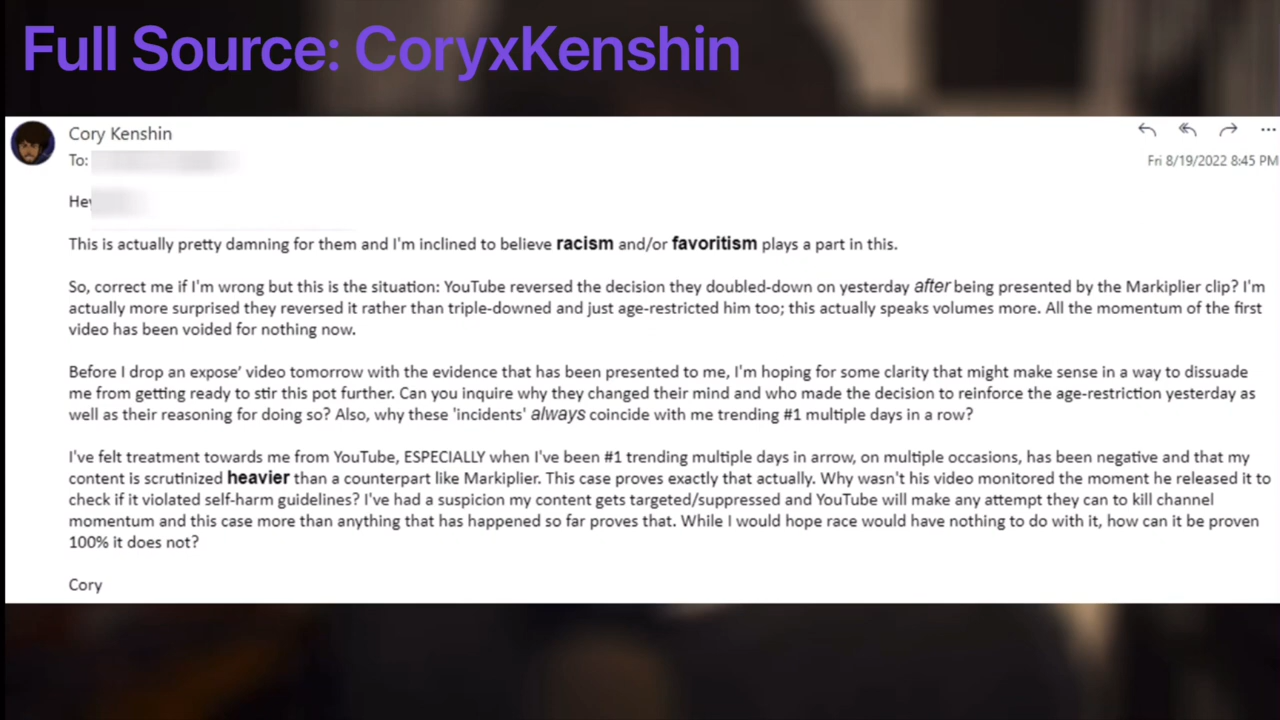 Full Source: CoryxKenshin
Cory Kenshin
To:
Fri 8/19/2022 8:45 PM
Hey
This is actually pretty damning for them and I'm inclined to believe racism and/or favoritism plays a part in this.
So, correct me if I'm wrong but this is the situation: YouTube reversed the decision they doubled-down on yesterday after being presented by the Markiplier clip? I'm
actually more surprised they reversed it rather than triple-downed and just age-restricted him too; this actually speaks volumes more. All the momentum of the first
video has been voided for nothing now.
Before I drop an expose' video tomorrow with the evidence that has been presented to me, I'm hoping for some clarity that might make sense in a way to dissuade
me from getting ready to stir this pot further. Can you inquire why they changed their mind and who made the decision to reinforce the age-restriction yesterday as
well as their reasoning for doing so? Also, why these 'incidents' always coincide with me trending #1 multiple days in a row?
I've felt treatment towards me from YouTube, ESPECIALLY when I've been #1 trending multiple days in arrow, on multiple occasions, has been negative and that my
content is scrutinized heavier than a counterpart like Markiplier. This case proves exactly that actually. Why wasn't his video monitored the moment he released it to
check if it violated self-harm guidelines? I've had a suspicion my content gets targeted/suppressed and YouTube will make any attempt they can to kill channel
momentum and this case more than anything that has happened so far proves that. While I would hope race would have nothing to do with it, how can it be proven
100% it does not?
Cory